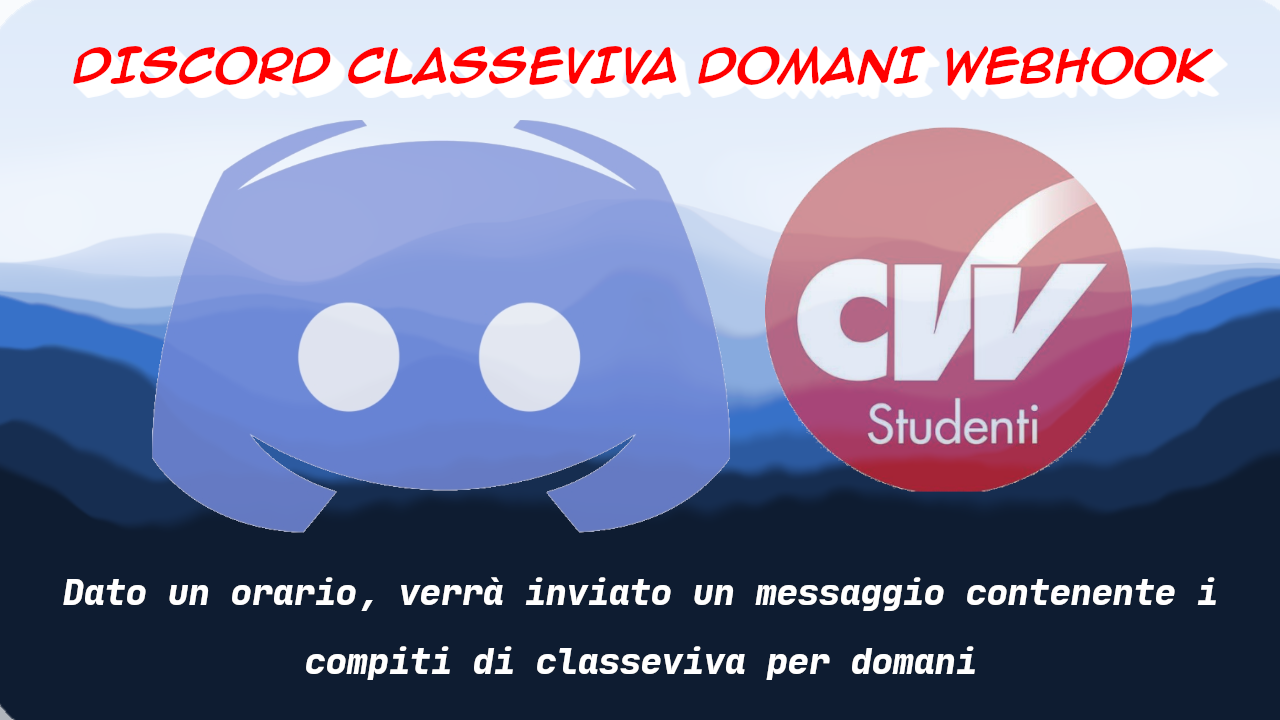 DISCORD CLASSEVIVA DOMANI WEBHOOK
CVV
Studenti
Dato un orario, verrà inviato un messaggio contenente i
compiti di classeviva per domani